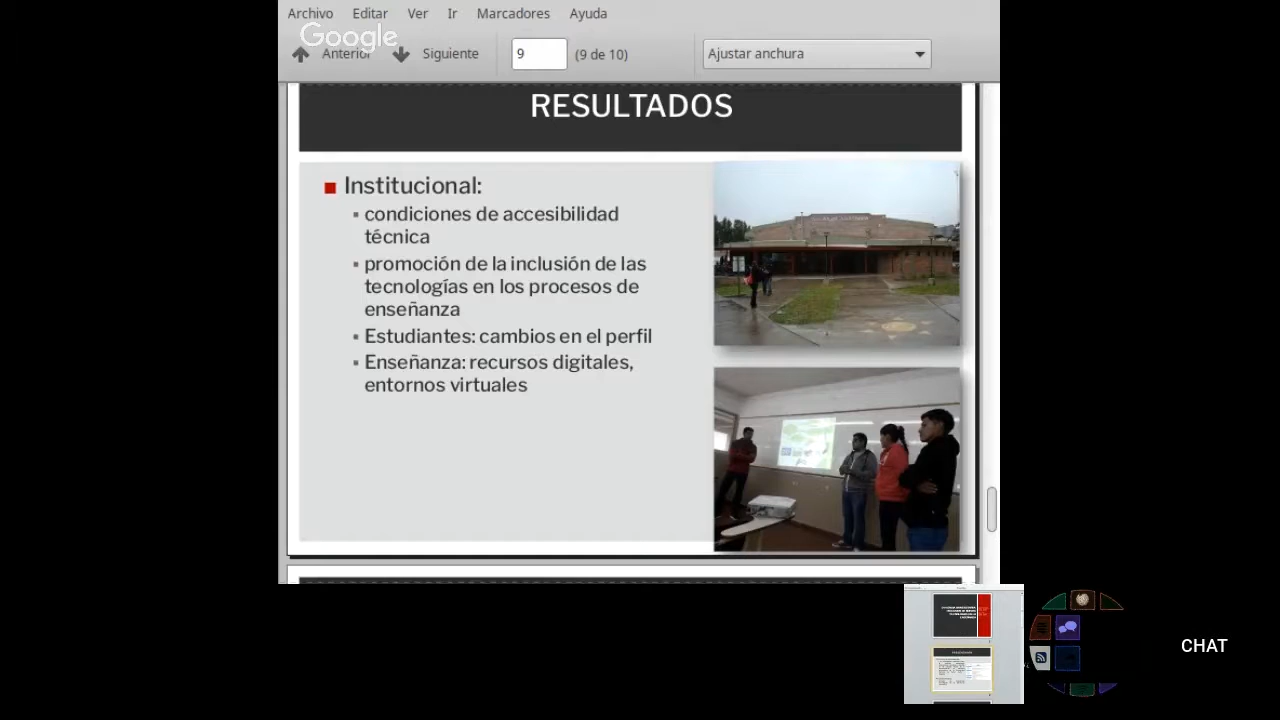 Archivo Editar Ver Ir Marcadores Ayuda
Google
Anterior Siguiente 9 (9 de 10) Ajustar anchura
RESULTADOS
Institucional:
condiciones de accesibilidad
técnica
promoción de la inclusión de las
tecnologías en los procesos de
enseñanza
Estudiantes: cambios en el perfil
Enseñanza: recursos digitales,
entornos virtuales
CHAT